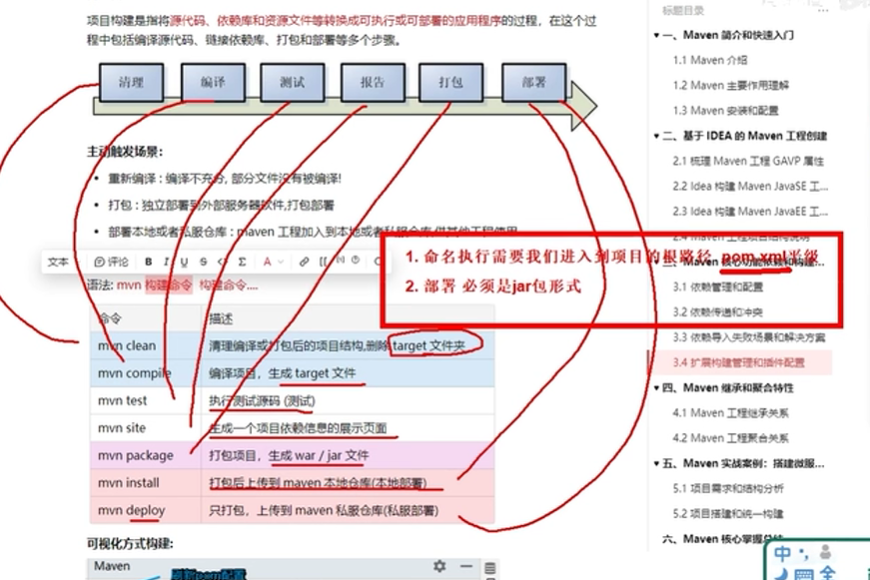 项目构建是指将源代码、依赖库和资源文件等转换成可执行或可部署的应用程序的过程，在这个过
程中包括编译源代码、链接依赖库、打包和部署等多个步骤。
清理 编译 测试 报告 打包 部署
主动触发场景:
• 重新编译 : 编译不充分, 部分文件没有被编译!
• 打包 : 独立部署到外部服务器软件,打包部署
• 部署本地或者私服仓库 : maven 工程加入到本地或者私服仓库,供其他工程使用
文本 评论 B I U S
语法: mvn 构建命令 构建命令....
命令 描述
mvn clean 清理编译或打包后的项目结构,删除 target 文件夹
mvn compile 编译项目，生成 target 文件
mvn test 执行测试源码 (测试)
mvn site 生成一个项目依赖信息的展示页面
mvn package 打包项目，生成 war / jar 文件
mvn install 打包后上传到 maven 本地仓库(本地部署)
mvn deploy 只打包，上传到 maven 私服仓库(私服部署)
可视化方式构建:
Maven
刷新pom配置
1. 命名执行需要我们进入到项目的根路径 pom.xml平级
2. 部署 必须是jar包形式
标题目录
一、Maven 简介和快速入门
1.1 Maven 介绍
1.2 Maven 主要作用理解
1.3 Maven 安装和配置
二、基于 IDEA 的 Maven 工程创建
2.1 梳理 Maven 工程 GAVP 属性
2.2 Idea 构建 Maven JavaSE 工...
2.3 Idea 构建 Maven JavaEE 工...
2.4 Maven 工程项目结构说明
三、Maven 核心功能依赖和构建...
3.1 依赖管理和配置
3.2 依赖传递和冲突
3.3 依赖导入失败场景和解决方案
3.4 扩展构建管理和插件配置
四、Maven 继承和聚合特性
4.1 Maven 工程继承关系
4.2 Maven 工程聚合关系
五、Maven 实战案例：搭建微服...
5.1 项目需求和结构分析
5.2 项目搭建和统一构建
六、Maven 核心掌握总结
中
全